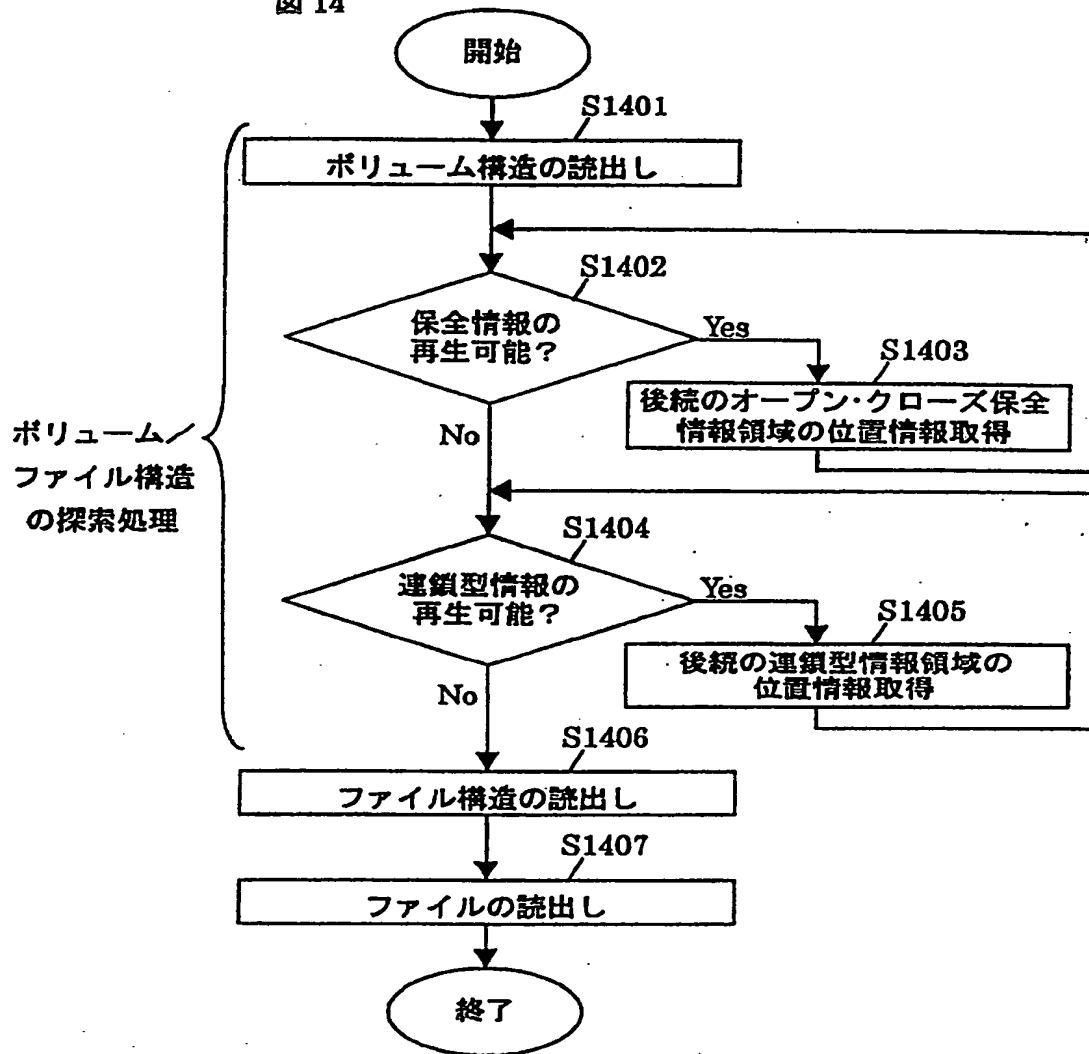 図 14
開始
S1401
ボリューム構造の読出し
S1402
保全情報の
再生可能？
Yes
S1403
後続のオープン・クローズ保全
情報領域の位置情報取得
No
ボリューム／
ファイル構造
の探索処理
S1404
連鎖型情報の
再生可能？
Yes
S1405
後続の連鎖型情報領域の
位置情報取得
No
S1406
ファイル構造の読出し
S1407
ファイルの読出し
終了